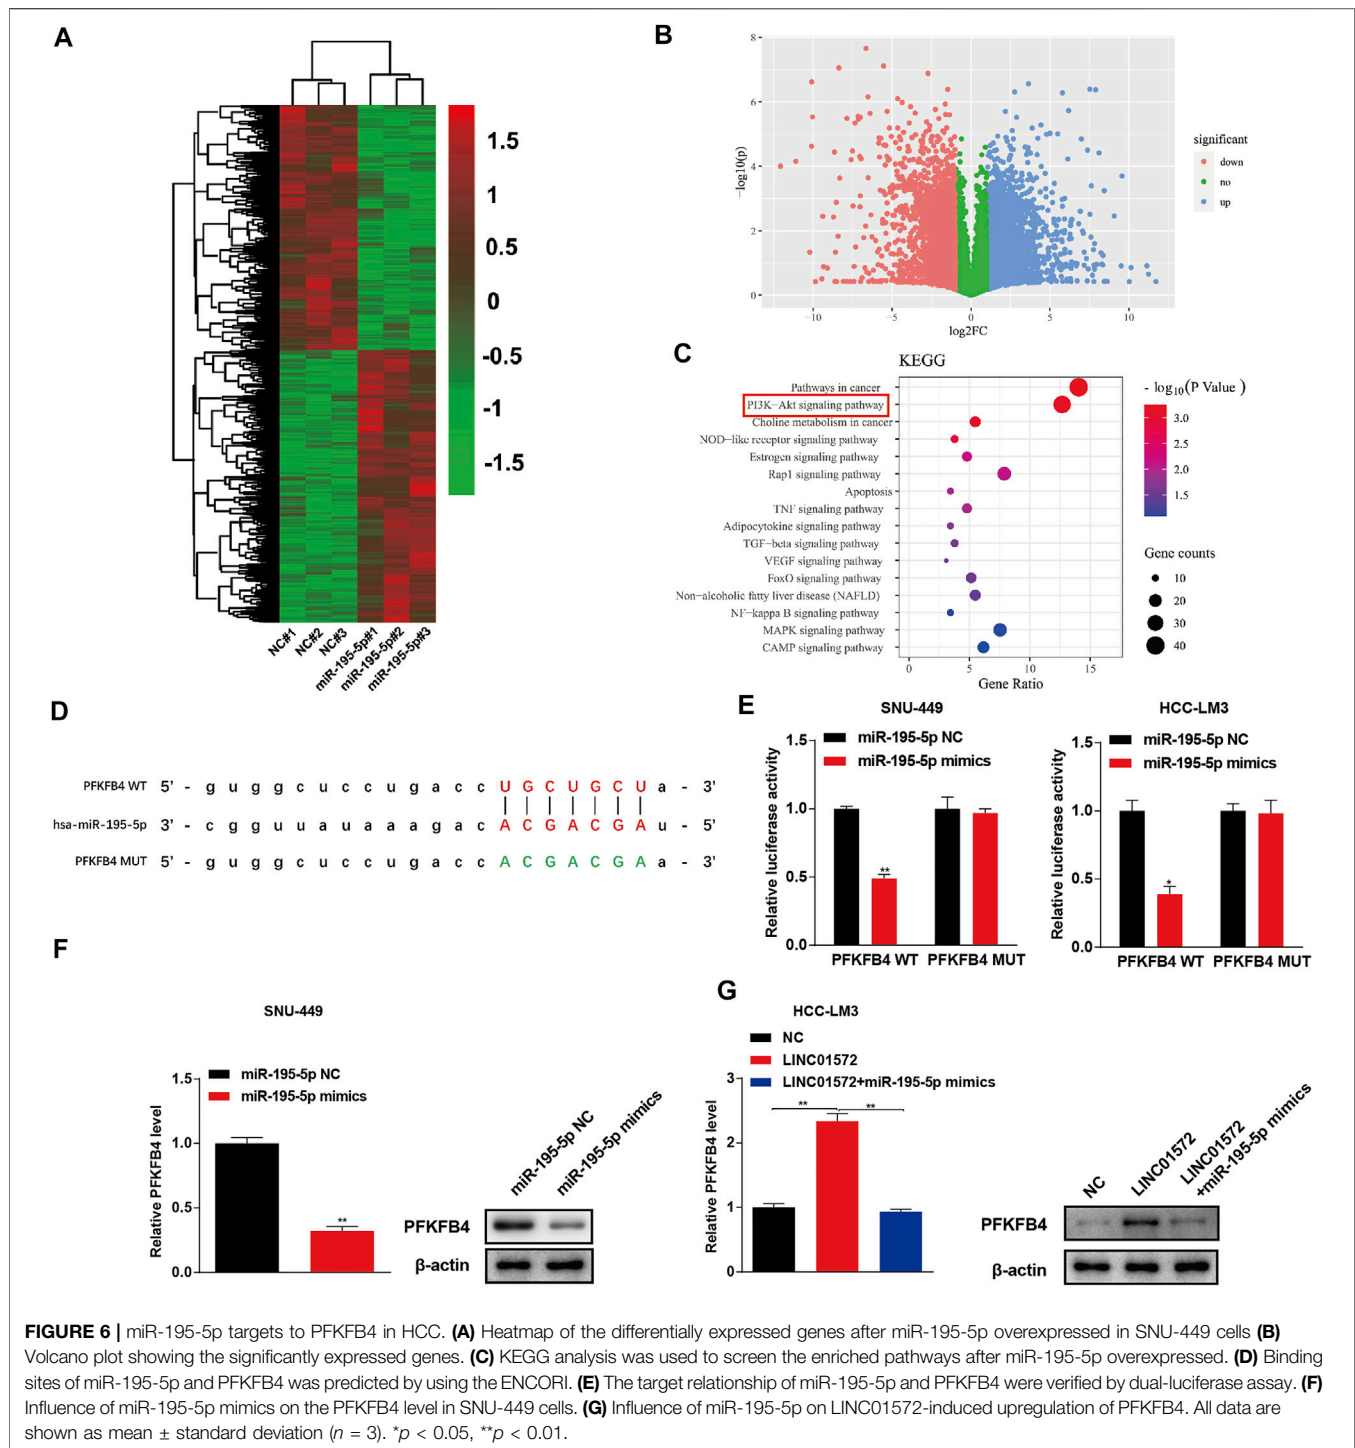 A
1.5
1
0.5
0
-0.5
-1
-1.5
NC#1
NC#2
NC#3
miR-195-5p#1
miR-195-5p#2
miR-195-5p#3
B
8
6
4
2
0
−log10(p)
−10
−5
0
5
10
log2FC
significant
down
no
up
C
KEGG
Pathways in cancer
PI3K−Akt signaling pathway
Choline metabolism in cancer
NOD−like receptor signaling pathway
Estrogen signaling pathway
Rap1 signaling pathway
Apoptosis
TNF signaling pathway
Adipocytokine signaling pathway
TGF−beta signaling pathway
VEGF signaling pathway
FoxO signaling pathway
Non−alcoholic fatty liver disease (NAFLD)
NF−kappa B signaling pathway
MAPK signaling pathway
CAMP signaling pathway
0
5
10
15
Gene Ratio
- log10(P Value )
3.0
2.5
2.0
1.5
Gene counts
10
20
30
40
D
PFKFB4 WT 5' - g u g g c u c c u g a c c U G C U G C U a - 3'
hsa-miR-195-5p 3' - c g g u u a u a a a g a c A C G A C G A u - 5'
PFKFB4 MUT 5' - g u g g c u c c u g a c c A C G A C G A a - 3'
E
SNU-449
miR-195-5p NC
miR-195-5p mimics
Relative luciferase activity
1.5
1.0
0.5
0.0
**
PFKFB4 WT PFKFB4 MUT
HCC-LM3
miR-195-5p NC
miR-195-5p mimics
Relative luciferase activity
1.5
1.0
0.5
0.0
*
PFKFB4 WT PFKFB4 MUT
F
SNU-449
miR-195-5p NC
miR-195-5p mimics
Relative PFKFB4 level
1.5
1.0
0.5
0.0
**
miR-195-5p NC
miR-195-5p mimics
PFKFB4
β-actin
G
HCC-LM3
NC
LINC01572
LINC01572+miR-195-5p mimics
Relative PFKFB4 level
3
2
1
0
**
**
NC
LINC01572
LINC01572
+miR-195-5p mimics
PFKFB4
β-actin
FIGURE 6 | miR-195-5p targets to PFKFB4 in HCC. (A) Heatmap of the differentially expressed genes after miR-195-5p overexpressed in SNU-449 cells (B)
Volcano plot showing the significantly expressed genes. (C) KEGG analysis was used to screen the enriched pathways after miR-195-5p overexpressed. (D) Binding
sites of miR-195-5p and PFKFB4 was predicted by using the ENCORI. (E) The target relationship of miR-195-5p and PFKFB4 were verified by dual-luciferase assay. (F)
Influence of miR-195-5p mimics on the PFKFB4 level in SNU-449 cells. (G) Influence of miR-195-5p on LINC01572-induced upregulation of PFKFB4. All data are
shown as mean ± standard deviation (n = 3). *p < 0.05, **p < 0.01.